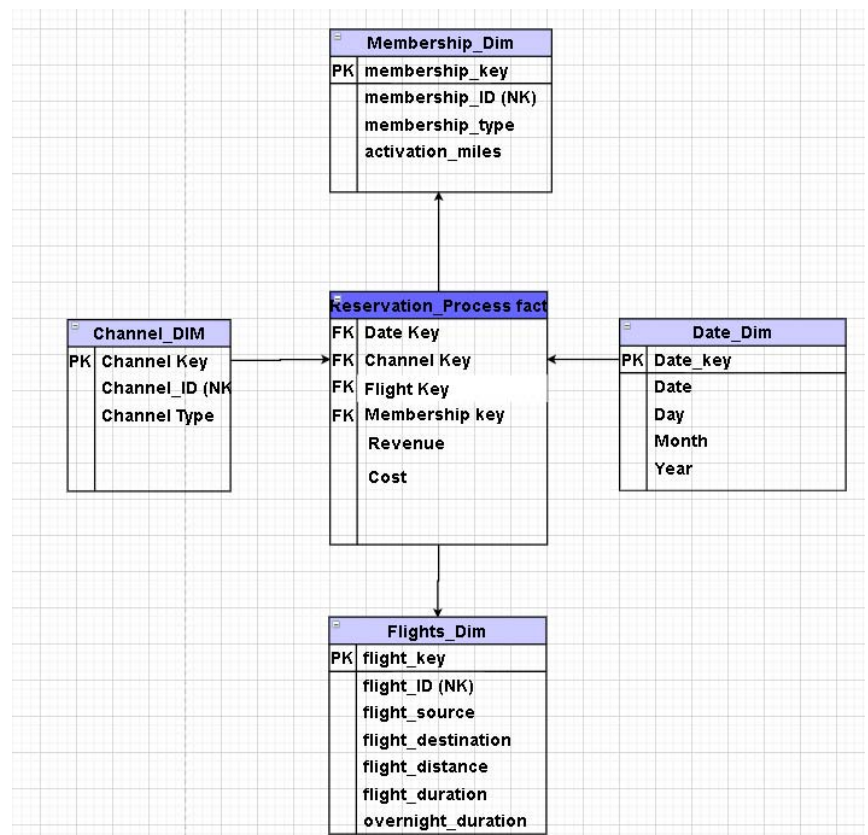 Membership_Dim
PK membership_key
membership_ID (NK)
membership_type
activation_miles
Reservation_Process fact
FK Date Key
FK Channel Key
FK Flight Key
FK Membership key
Revenue
Cost
Channel_DIM
PK Channel Key
Channel_ID (NK
Channel Type
Date_Dim
PK Date_key
Date
Day
Month
Year
Flights_Dim
PK flight_key
flight_ID (NK)
flight_source
flight_destination
flight_distance
flight_duration
overnight_duration